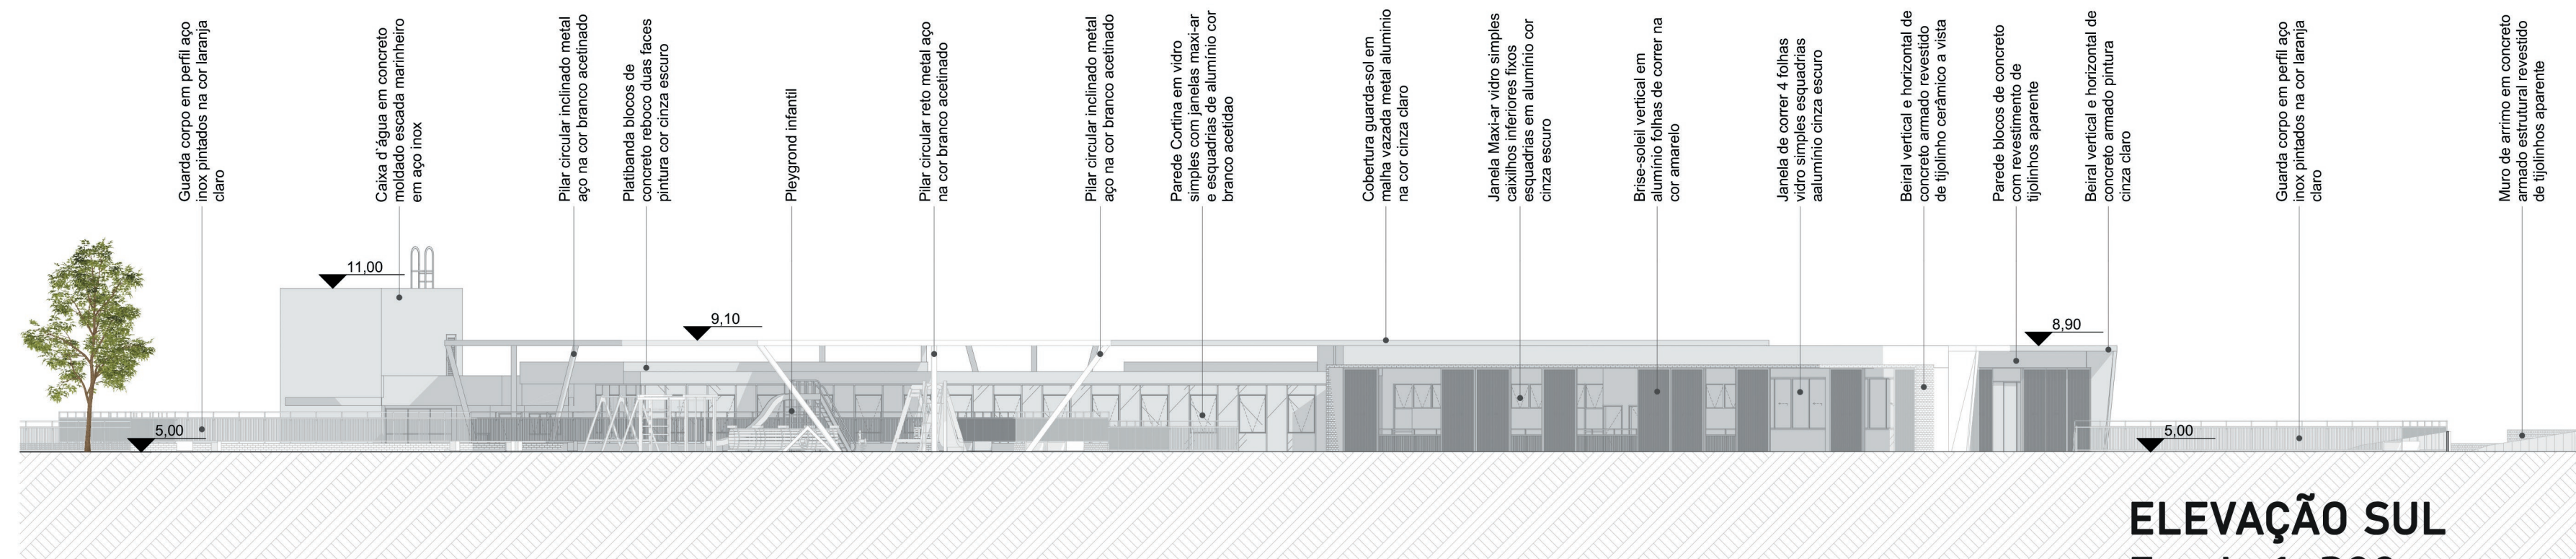 Guarda corpo em perfil aço
inox pintados na cor laranja
claro
Caixa d´água em concreto
moldado escada marinheiro
em aço inox
Pilar circular inclinado metal
aço na cor branco acetinado
Platibanda blocos de
concreto reboco duas faces
pintura cor cinza escuro
Pleygrond infantil
Pilar circular reto metal aço
na cor branco acetinado
Pilar circular inclinado metal
aço na cor branco acetinado
Parede Cortina em vidro
simples com janelas maxi-ar
e esquadrias de alumínio cor
branco acetidao
Cobertura guarda-sol em
malha vazada metal aluminio
na cor cinza claro
Janela Maxi-ar vidro simples
caixilhos inferiores fixos
esquadrias em alumínio cor
cinza escuro
Brise-soleil vertical em
alumínio folhas de correr na
cor amarelo
Janela de correr 4 folhas
vidro simples esquadrias
aalumínio cinza escuro
Beiral vertical e horizontal de
concreto armado revestido
de tijolinho cerâmico a vista
Parede blocos de concreto
com revestimento de
tijolinhos aparente
Beiral vertical e horizontal de
concreto armado pintura
cinza claro
Guarda corpo em perfil aço
inox pintados na cor laranja
claro
Muro de arrimo em concreto
armado estrutural revestido
de tijolinhos aparente
11,00
9,10
8,90
5,00
5,00
ELEVAÇÃO SUL